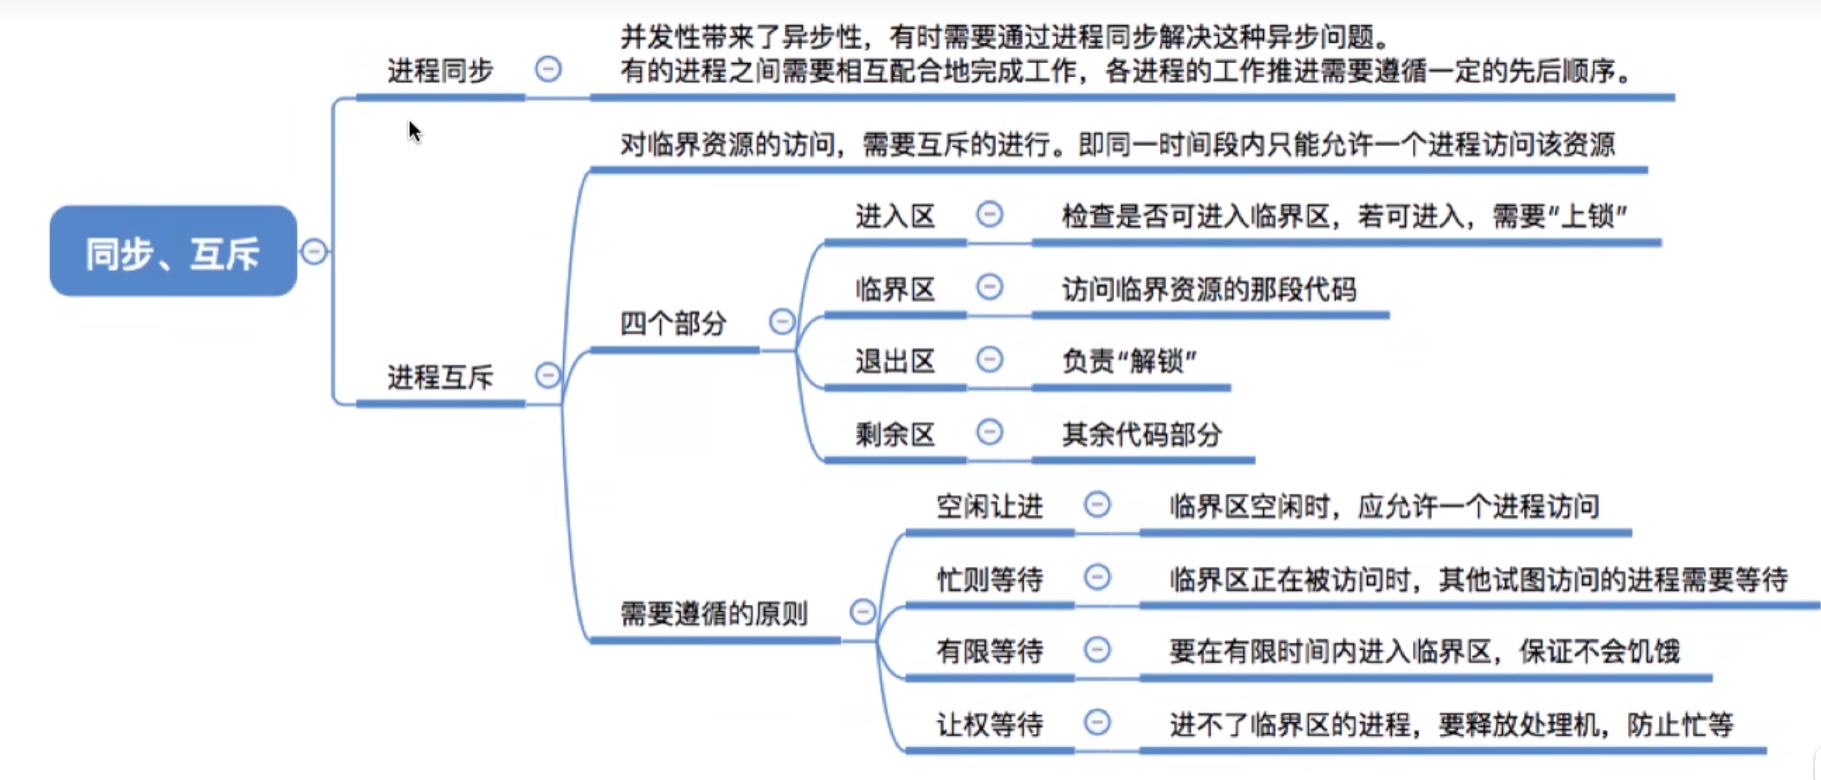 同步、互斥
进程同步
并发性带来了异步性，有时需要通过进程同步解决这种异步问题。
有的进程之间需要相互配合地完成工作，各进程的工作推进需要遵循一定的先后顺序。
进程互斥
对临界资源的访问，需要互斥的进行。即同一时间段内只能允许一个进程访问该资源
四个部分
进入区
检查是否可进入临界区，若可进入，需要“上锁”
临界区
访问临界资源的那段代码
退出区
负责“解锁”
剩余区
其余代码部分
需要遵循的原则
空闲让进
临界区空闲时，应允许一个进程访问
忙则等待
临界区正在被访问时，其他试图访问的进程需要等待
有限等待
要在有限时间内进入临界区，保证不会饥饿
让权等待
进不了临界区的进程，要释放处理机，防止忙等